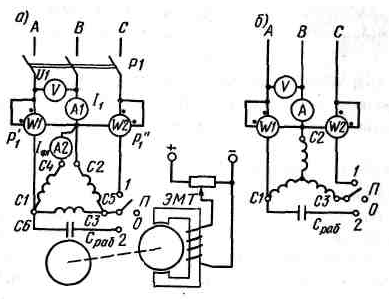 а)
A B C
P1
U1
V
A1 I₁
W1 W2
P₁′ P₁″
Iφ A2
C4 C2
C1 C5
C3 1
П
0
C6 Cраб 2
+ −
ЭМТ
б)
A B C
V
A
W1 W2
C2
C1 C3 1
П
0
Cраб 2